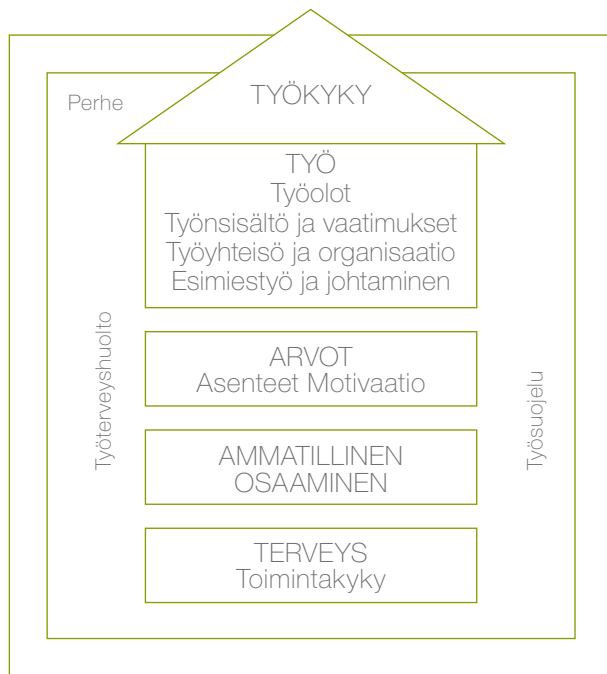 TYÖKYKY
Perhe
TYÖ
Työolot
Työnsisältö ja vaatimukset
Työyhteisö ja organisaatio
Esimiestyö ja johtaminen
Työterveyshuolto
ARVOT
Asenteet Motivaatio
Työsuojelu
AMMATILLINEN
OSAAMINEN
TERVEYS
Toimintakyky